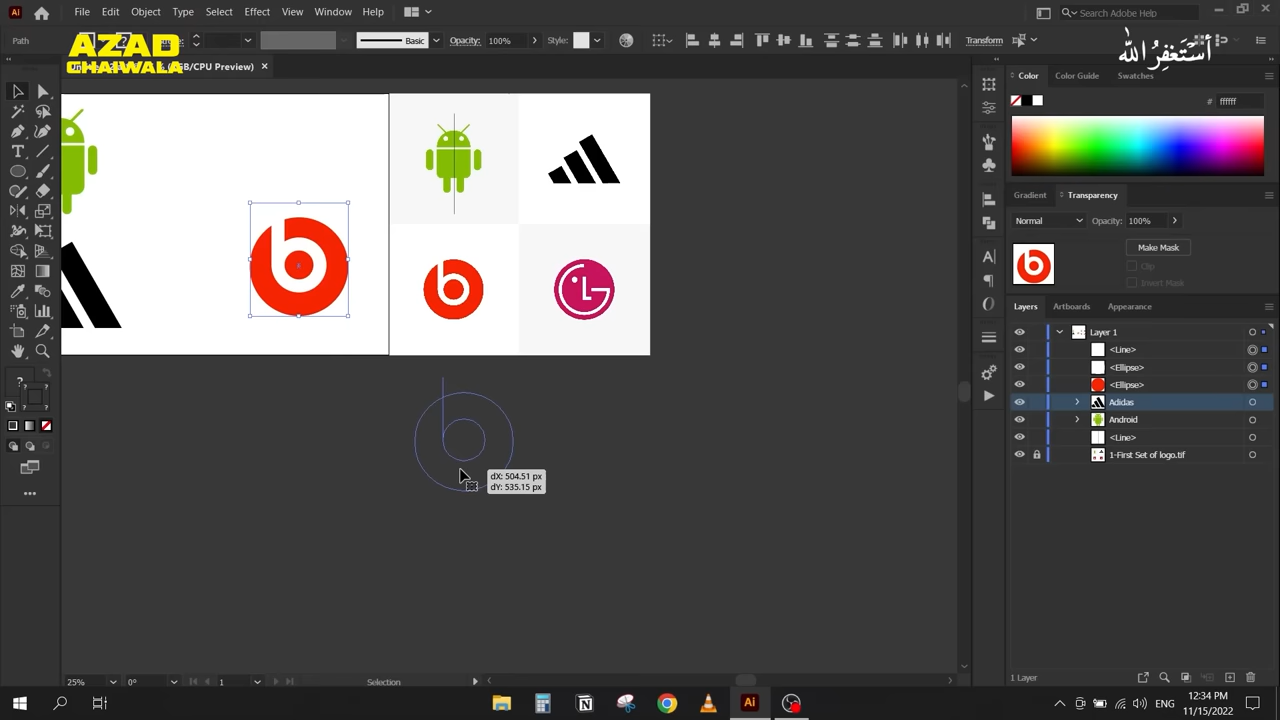 Ai File Edit Object Type Select Effect View Window Help Search Adobe Help
Path Basic Opacity: 100% Style: Transform
AZAD
CHAIWALA
أستغفر الله
GB/CPU Preview) ×
Color Color Guide Swatches
# ffffff
Gradient Transparency
Normal Opacity: 100%
Make Mask
Clip
Invert Mask
Layers Artboards Appearance
Layer 1
<Line>
<Ellipse>
<Ellipse>
Adidas
Android
<Line>
1-First Set of logo.tif
dX: 504.51 px
dY: 535.15 px
1 Layer
25% 0° 1 Selection
12:34 PM
ENG
11/15/2022